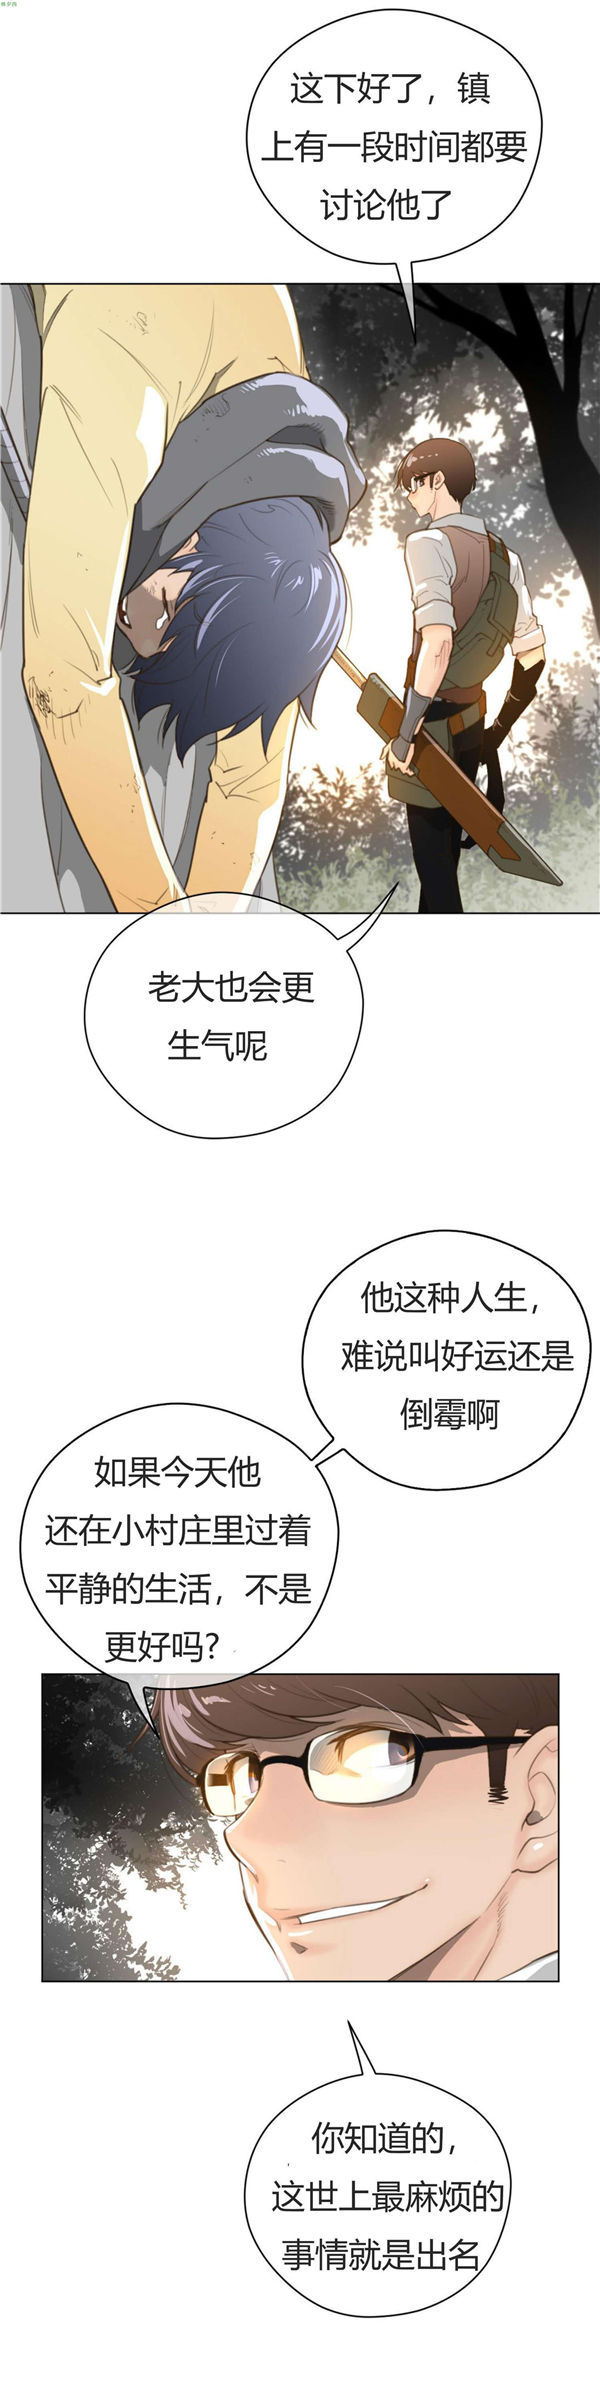 这下好了，镇
上有一段时间都要
讨论他了
老大也会更
生气呢
他这种人生，
难说叫好运还是
倒霉啊
如果今天他
还在小村庄里过着
平静的生活，不是
更好吗?
你知道的，
这世上最麻烦的
事情就是出名